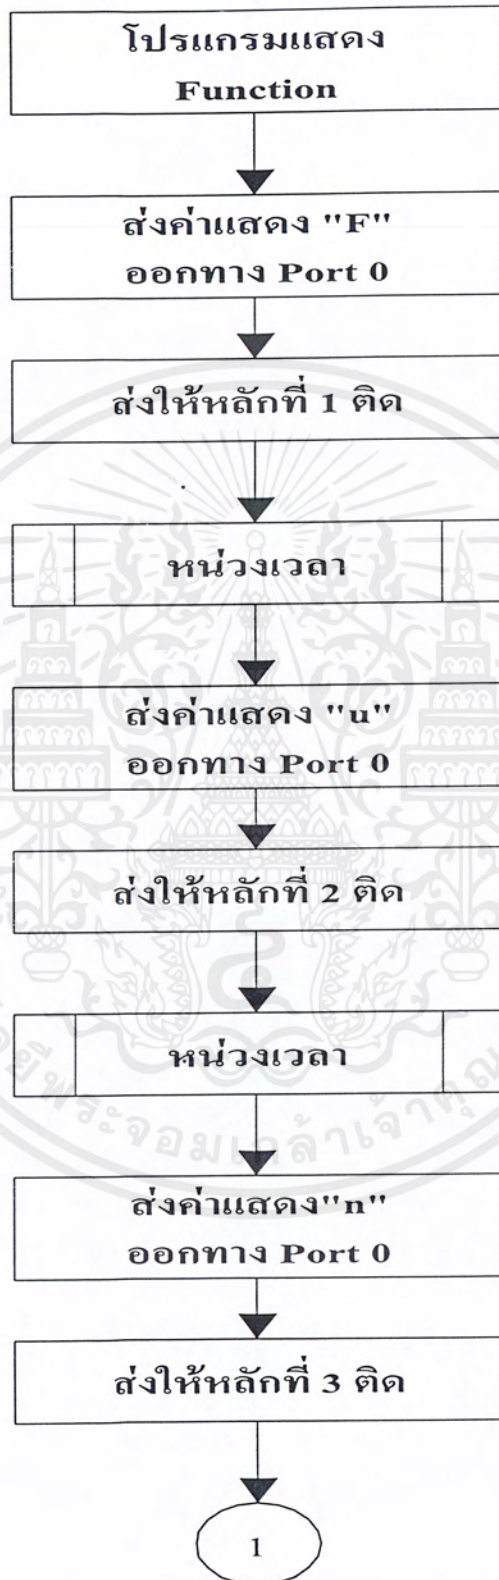 โปรแกรมแสดง
Function
ส่งค่าแสดง "F"
ออกทาง Port 0
ส่งให้หลักที่ 1 ติด
หน่วงเวลา
ส่งค่าแสดง "u"
ออกทาง Port 0
ส่งให้หลักที่ 2 ติด
หน่วงเวลา
ส่งค่าแสดง"n"
ออกทาง Port 0
ส่งให้หลักที่ 3 ติด
1